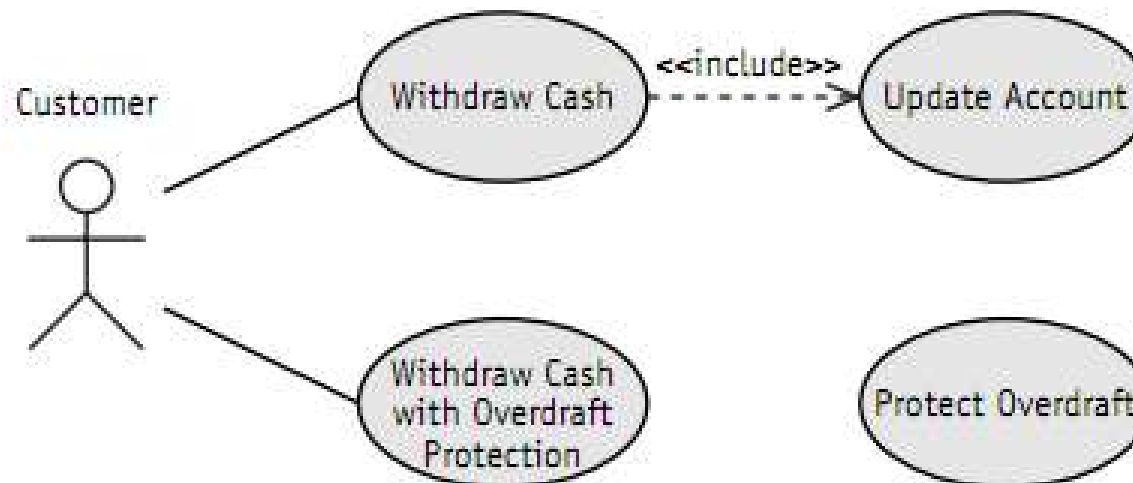 Customer
Withdraw Cash
<<include>>
Update Account
Withdraw Cash
with Overdraft
Protection
Protect Overdraft